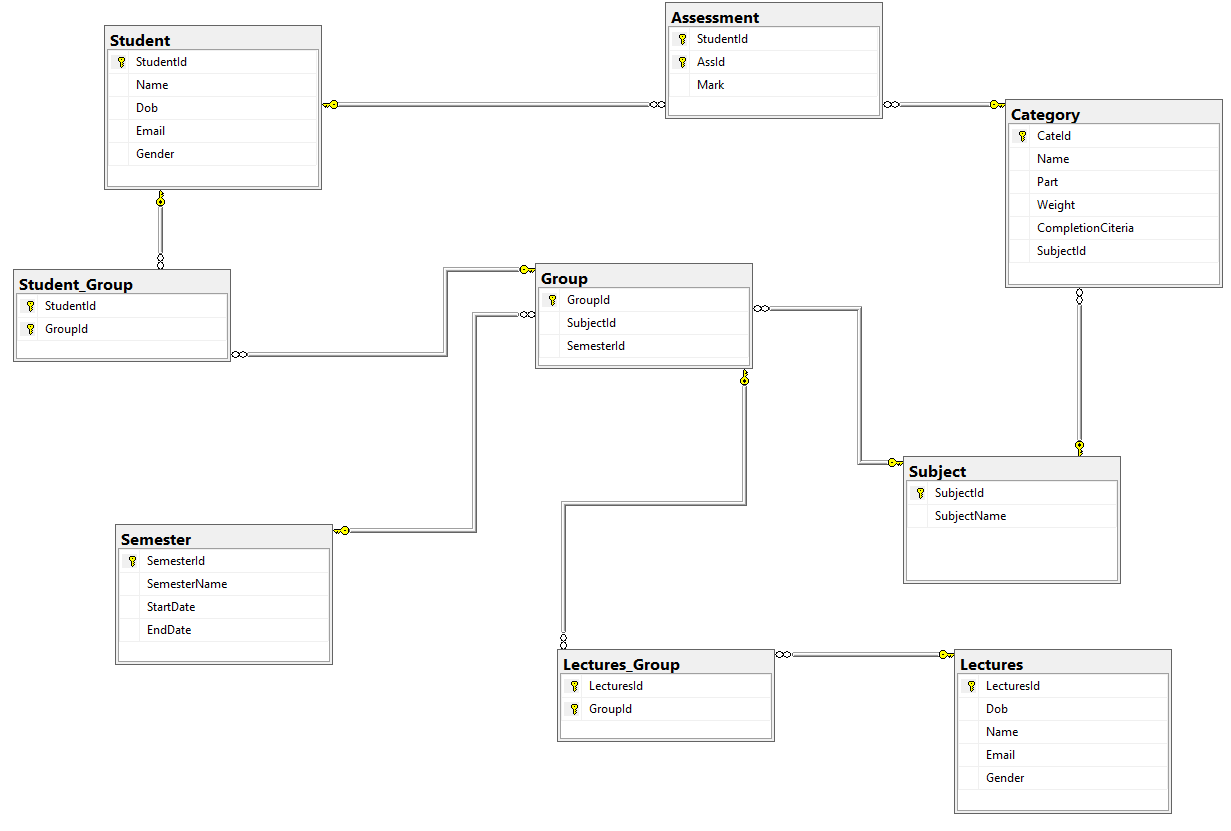 Student
StudentId
Name
Dob
Email
Gender
Assessment
StudentId
AssId
Mark
Category
CateId
Name
Part
Weight
CompletionCiteria
SubjectId
Student_Group
StudentId
GroupId
Group
GroupId
SubjectId
SemesterId
Subject
SubjectId
SubjectName
Semester
SemesterId
SemesterName
StartDate
EndDate
Lectures_Group
LecturesId
GroupId
Lectures
LecturesId
Dob
Name
Email
Gender